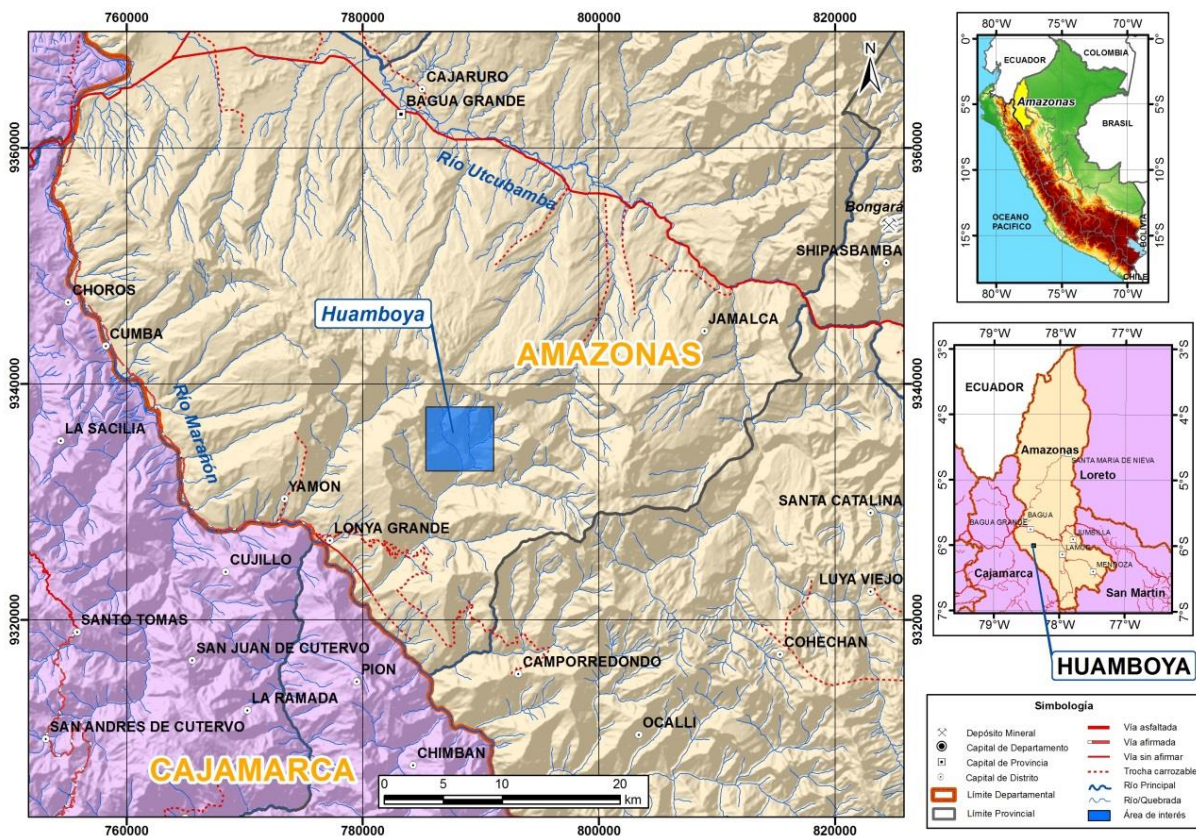 760000
780000
800000
820000
9360000
9340000
9320000
9360000
9340000
9320000
760000
780000
800000
820000
N
CAJARURO
BAGUA GRANDE
Río Utcubamba
Bongará
SHIPASBAMBA
CHOROS
CUMBA
Huamboya
JAMALCA
AMAZONAS
Río Marañón
LA SACILIA
YAMON
LONYA GRANDE
SANTA CATALINA
CUJILLO
LUYA VIEJO
SANTO TOMAS
SAN JUAN DE CUTERVO
PION
CAMPORREDONDO
COHECHAN
LA RAMADA
SAN ANDRES DE CUTERVO
OCALLI
CHIMBAN
CAJAMARCA
0 5 10 20
km
80°W 75°W 70°W
0°
5°S
10°S
15°S
0°
5°S
10°S
15°S
ECUADOR
COLOMBIA
Amazonas
BRASIL
OCEANO
PACIFICO
BOLIVIA
CHILE
80°W 75°W 70°W
79°W 78°W 77°W
3°S
4°S
5°S
6°S
7°S
3°S
4°S
5°S
6°S
7°S
ECUADOR
Amazonas
SANTA MARIA DE NIEVA
Loreto
BAGUA
BAGUA GRANDE
JUMBILLA
LAMUD
MENDOZA
Cajamarca
San Martín
79°W 78°W 77°W
HUAMBOYA
Simbología
Depósito Mineral
Capital de Departamento
Capital de Provincia
Capital de Distrito
Límite Departamental
Límite Provincial
Vía asfaltada
Vía afirmada
Vía sin afirmar
Trocha carrozable
Río Principal
Río/Quebrada
Área de interés